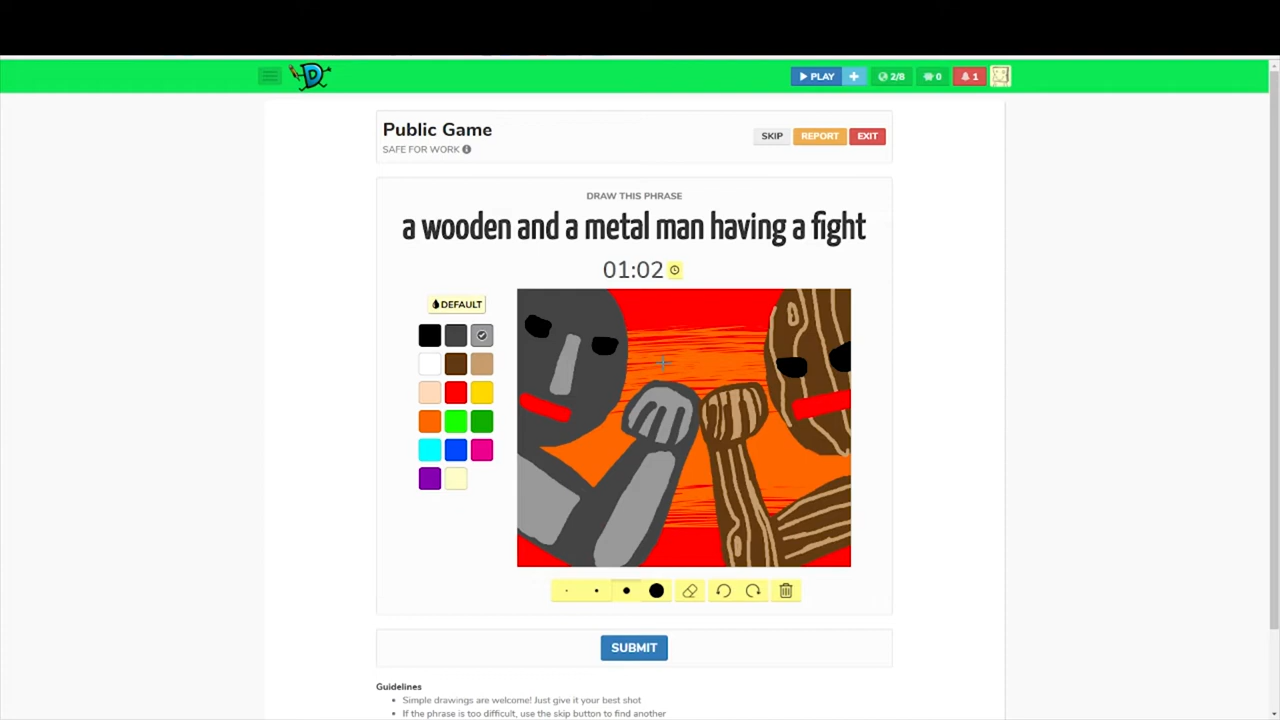 D
PLAY
2/8
0
1
Public Game
SAFE FOR WORK
SKIP
REPORT
EXIT
DRAW THIS PHRASE
a wooden and a metal man having a fight
01:02
DEFAULT
SUBMIT
Guidelines
Simple drawings are welcome! Just give it your best shot
If the phrase is too difficult, use the skip button to find another